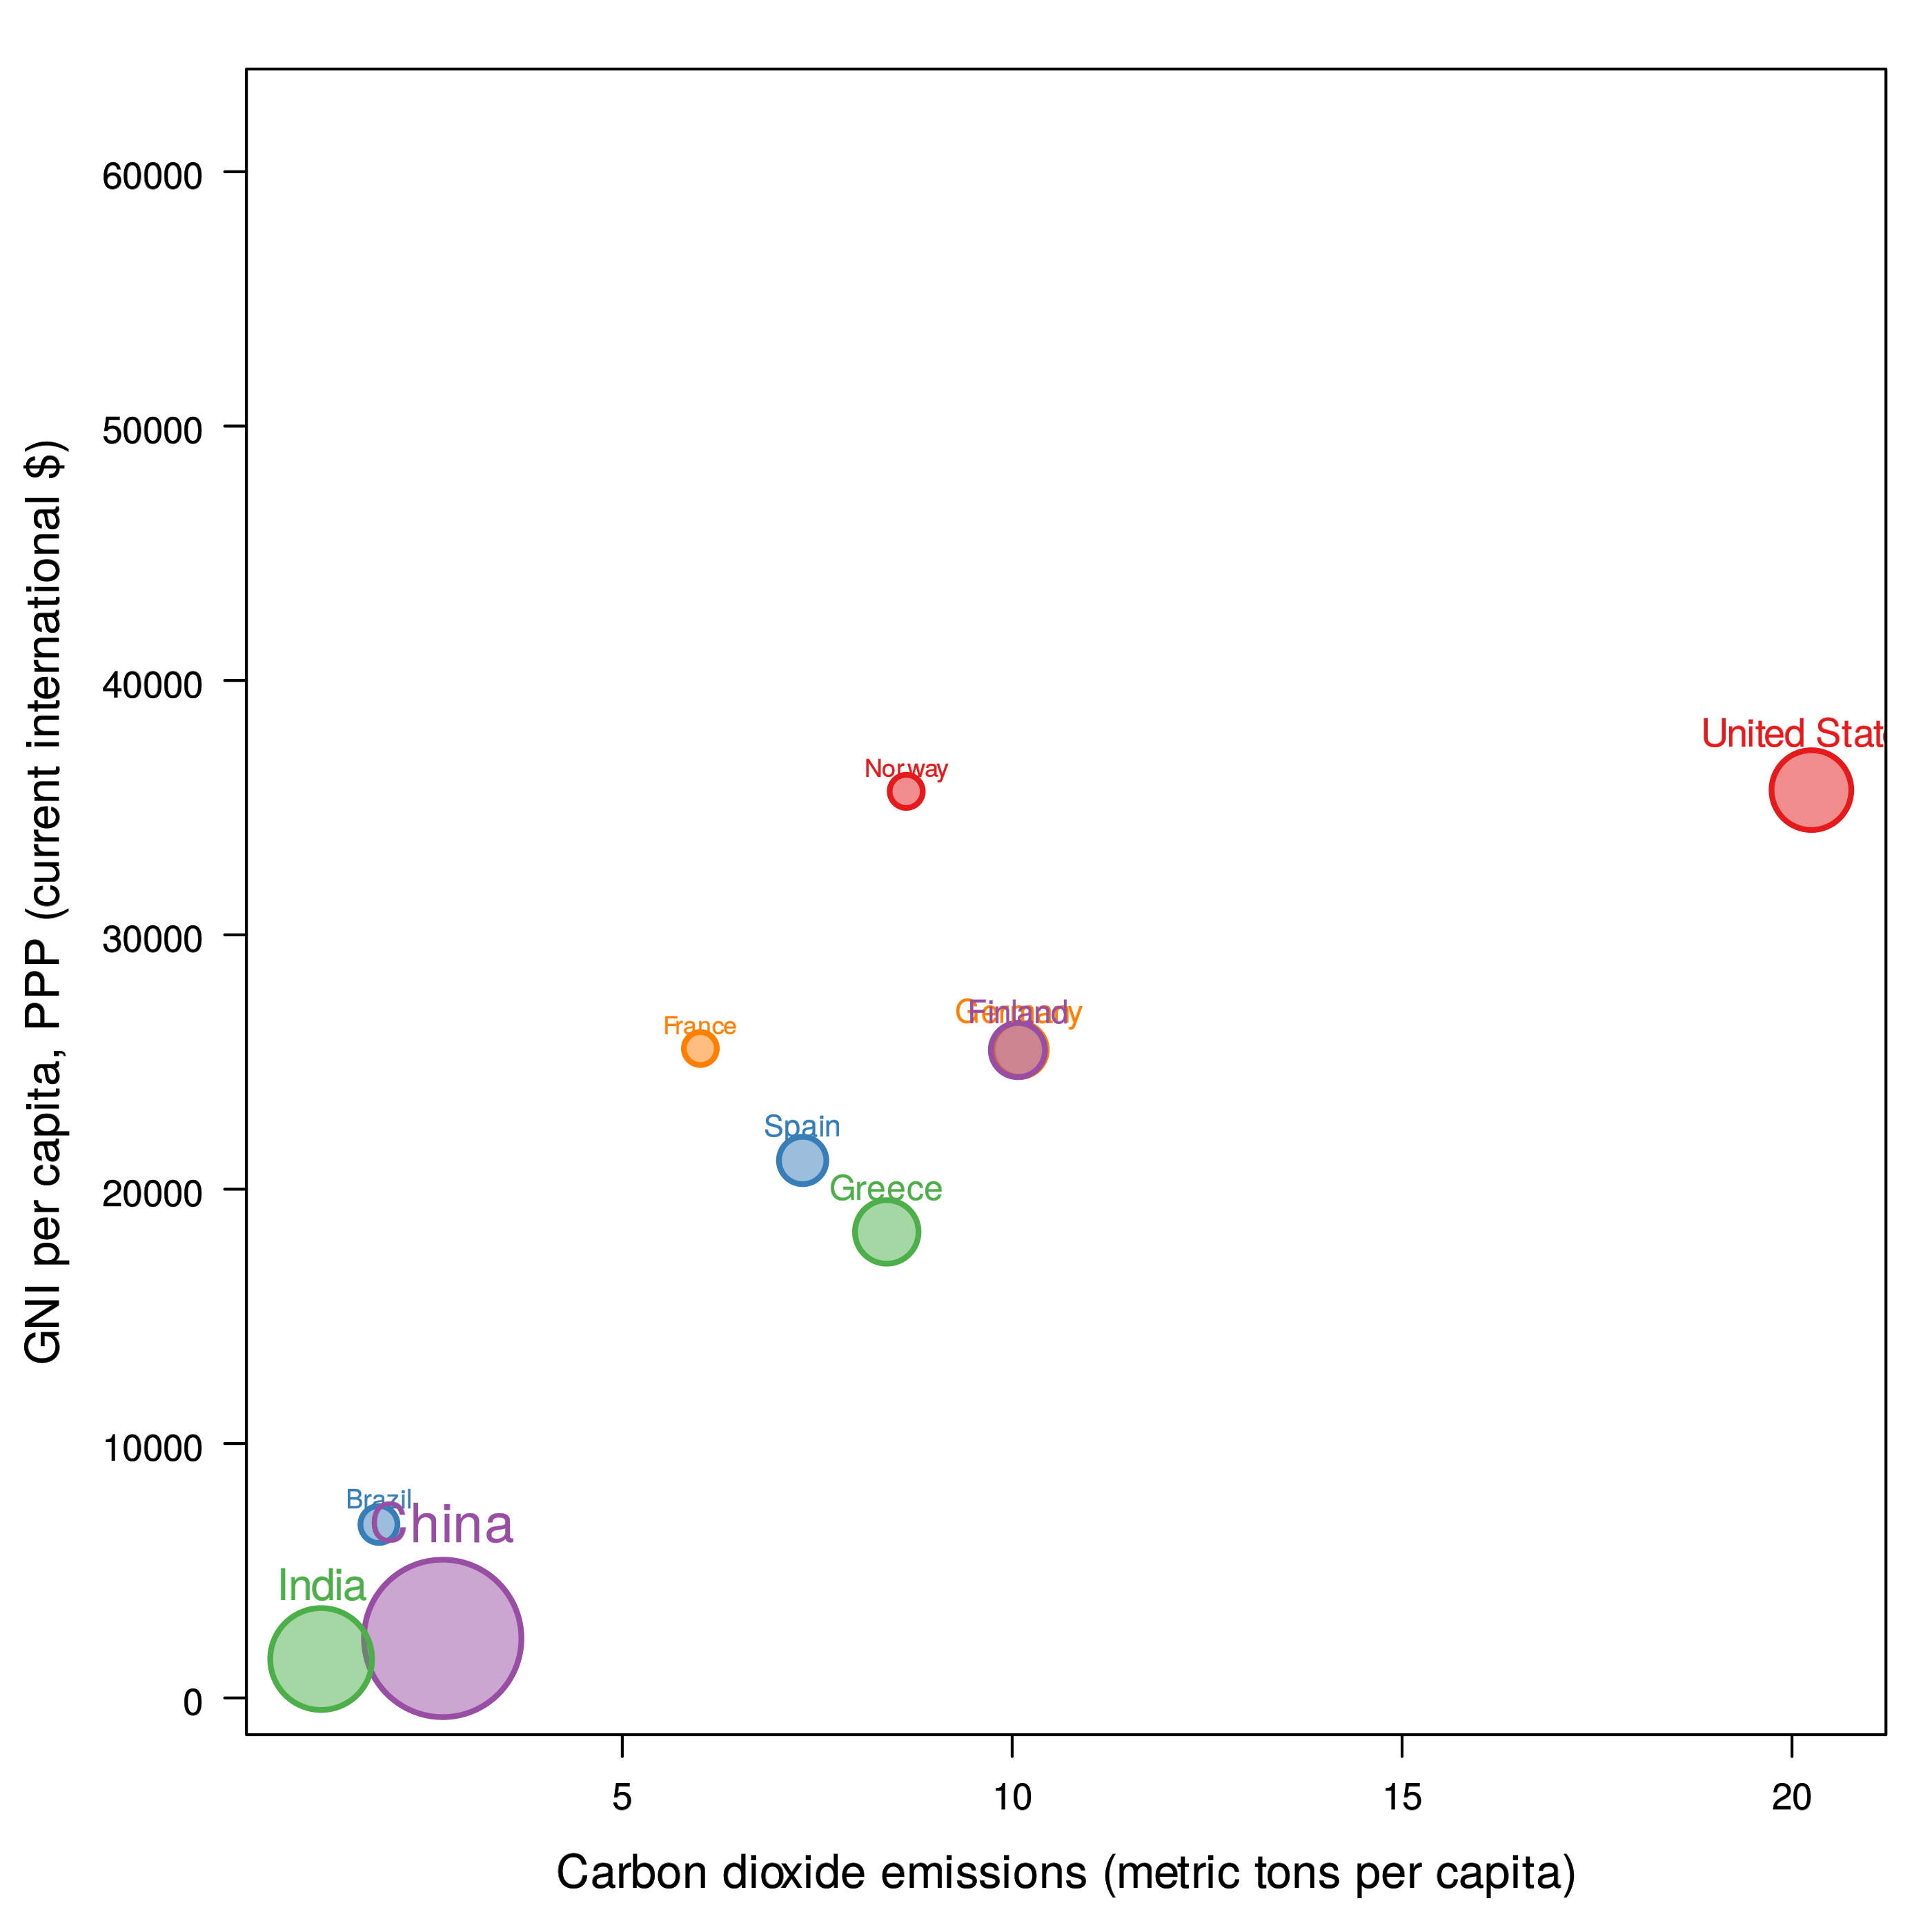 60000
50000
40000
30000
20000
10000
0
GNI per capita, PPP (current international $)
United Stat
Norway
Germany
Finland
France
Spain
Greece
Brazil
China
India
5
10
15
20
Carbon dioxide emissions (metric tons per capita)